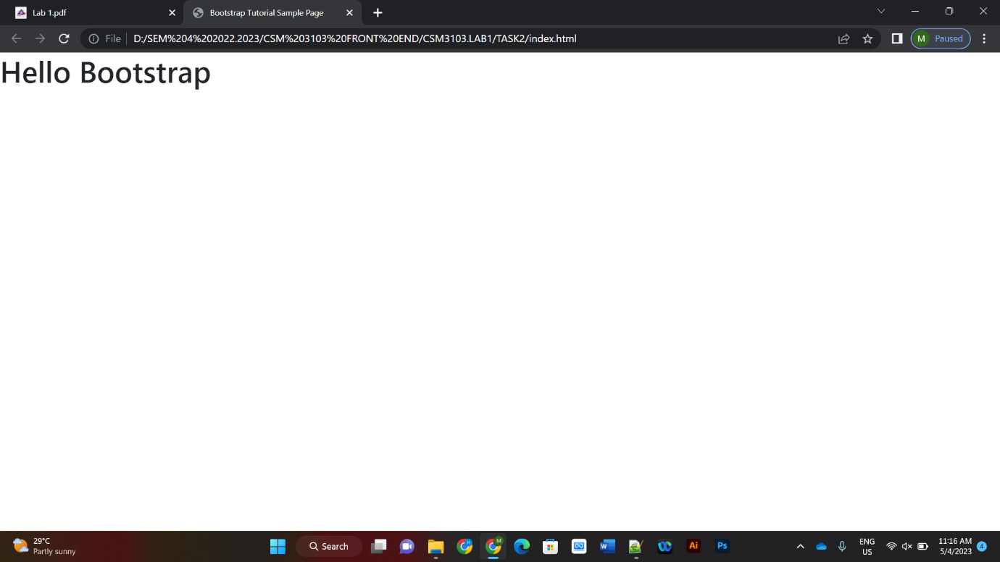 Lab 1.pdf
Bootstrap Tutorial Sample Page
File
D:/SEM%204%202022.2023/CSM%203103%20FRONT%20END/CSM3103.LAB1/TASK2/index.html
M
Paused
Hello Bootstrap
29°C
Partly sunny
Search
M
W
Ai
Ps
ENG
US
11:16 AM
5/4/2023
4